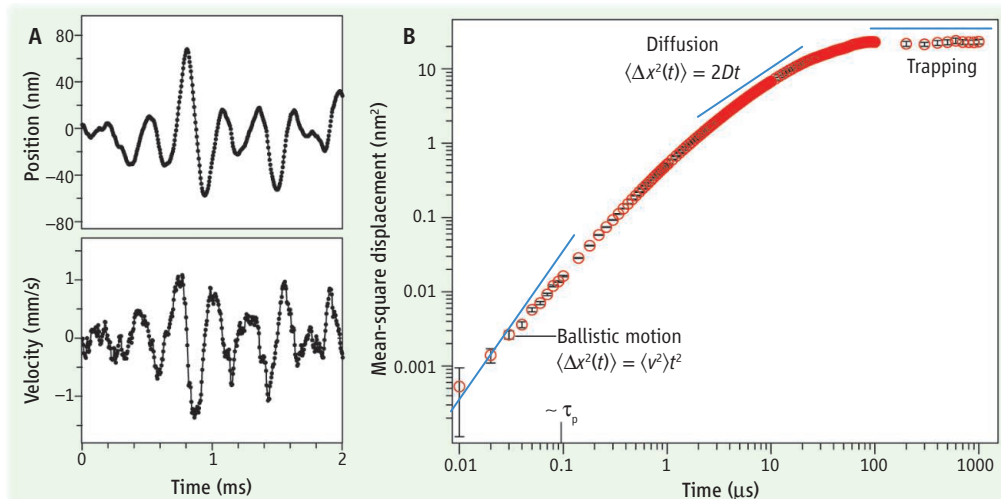 A
80
40
0
−40
−80
Position (nm)
1
0
−1
Velocity (mm/s)
0
1
2
Time (ms)
B
10
1
0.1
0.01
0.001
Mean-square displacement (nm²)
Diffusion
⟨Δx²(t)⟩ = 2Dt
Trapping
Ballistic motion
⟨Δx²(t)⟩ = ⟨v²⟩t²
~ τp
0.01
0.1
1
10
100
1000
Time (μs)